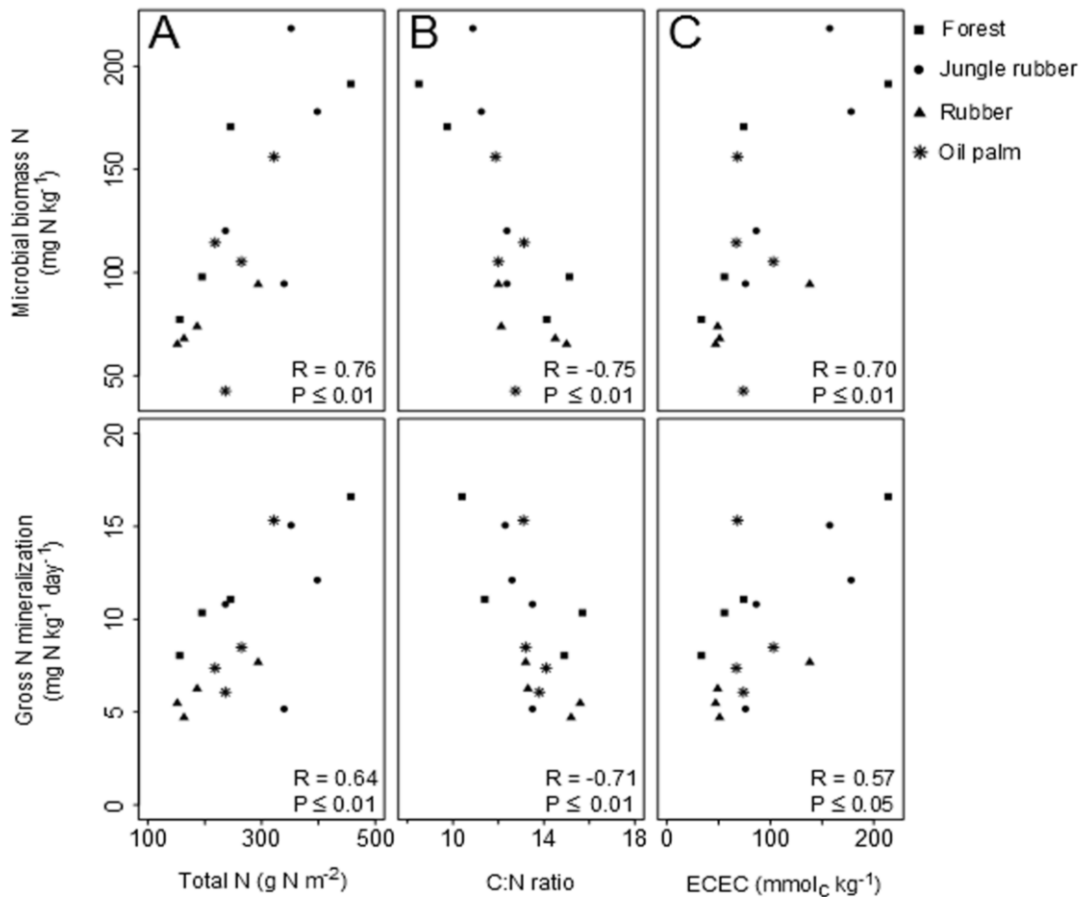 A
B
C
Forest
Jungle rubber
Rubber
Oil palm
Microbial biomass N
(mg N kg⁻¹)
200
150
100
50
R = 0.76
P ≤ 0.01
R = -0.75
P ≤ 0.01
R = 0.70
P ≤ 0.01
Gross N mineralization
(mg N kg⁻¹ day⁻¹)
20
15
10
5
0
R = 0.64
P ≤ 0.01
R = -0.71
P ≤ 0.01
R = 0.57
P ≤ 0.05
100 300 500
10 14 18
0 100 200
Total N (g N m⁻²)
C:N ratio
ECEC (mmol꜀ kg⁻¹)